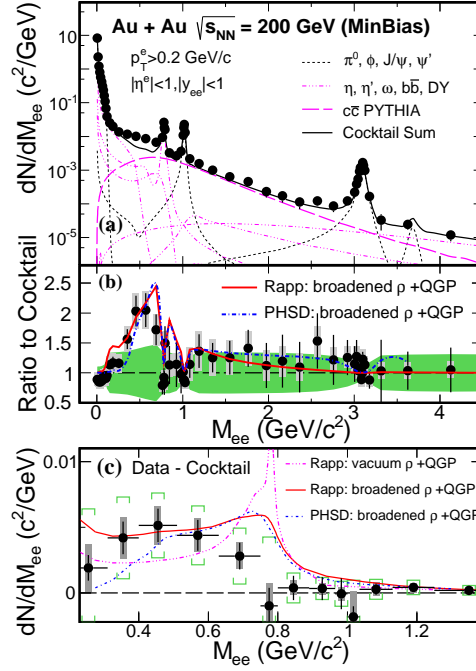 Au + Au √s_NN = 200 GeV (MinBias)
p_T^e>0.2 GeV/c
|η^e|<1,|y_ee|<1
π⁰, ϕ, J/ψ, ψ'
η, η', ω, bb̄, DY
cc̄ PYTHIA
Cocktail Sum
dN/dM_ee (c²/GeV)
10
10⁻¹
10⁻³
10⁻⁵
(a)
(b)
Rapp: broadened ρ +QGP
PHSD: broadened ρ +QGP
Ratio to Cocktail
2.5
2.0
1.5
1
0.5
0 1 2 3 4
M_ee (GeV/c²)
(c) Data - Cocktail
Rapp: vacuum ρ +QGP
Rapp: broadened ρ +QGP
PHSD: broadened ρ +QGP
dN/dM_ee (c²/GeV)
0.01
0
0.4 0.6 0.8 1 1.2
M_ee (GeV/c²)